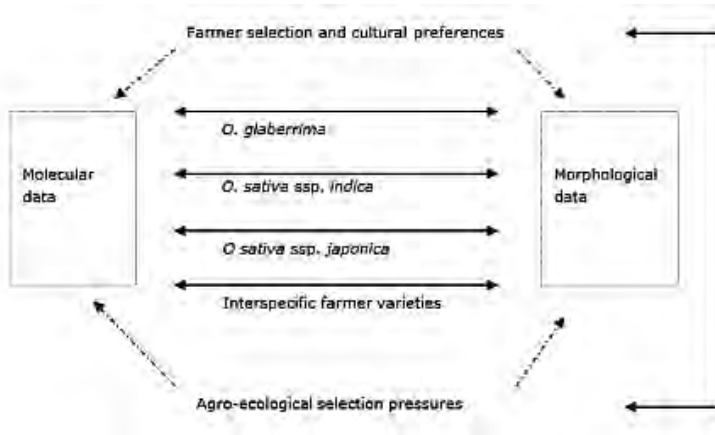 Farmer selection and cultural preferences
O. glaberrima
Molecular
data
O. sativa ssp. indica
Morphological
data
O sativa ssp. japonica
Interspecific farmer varieties
Agro-ecological selection pressures